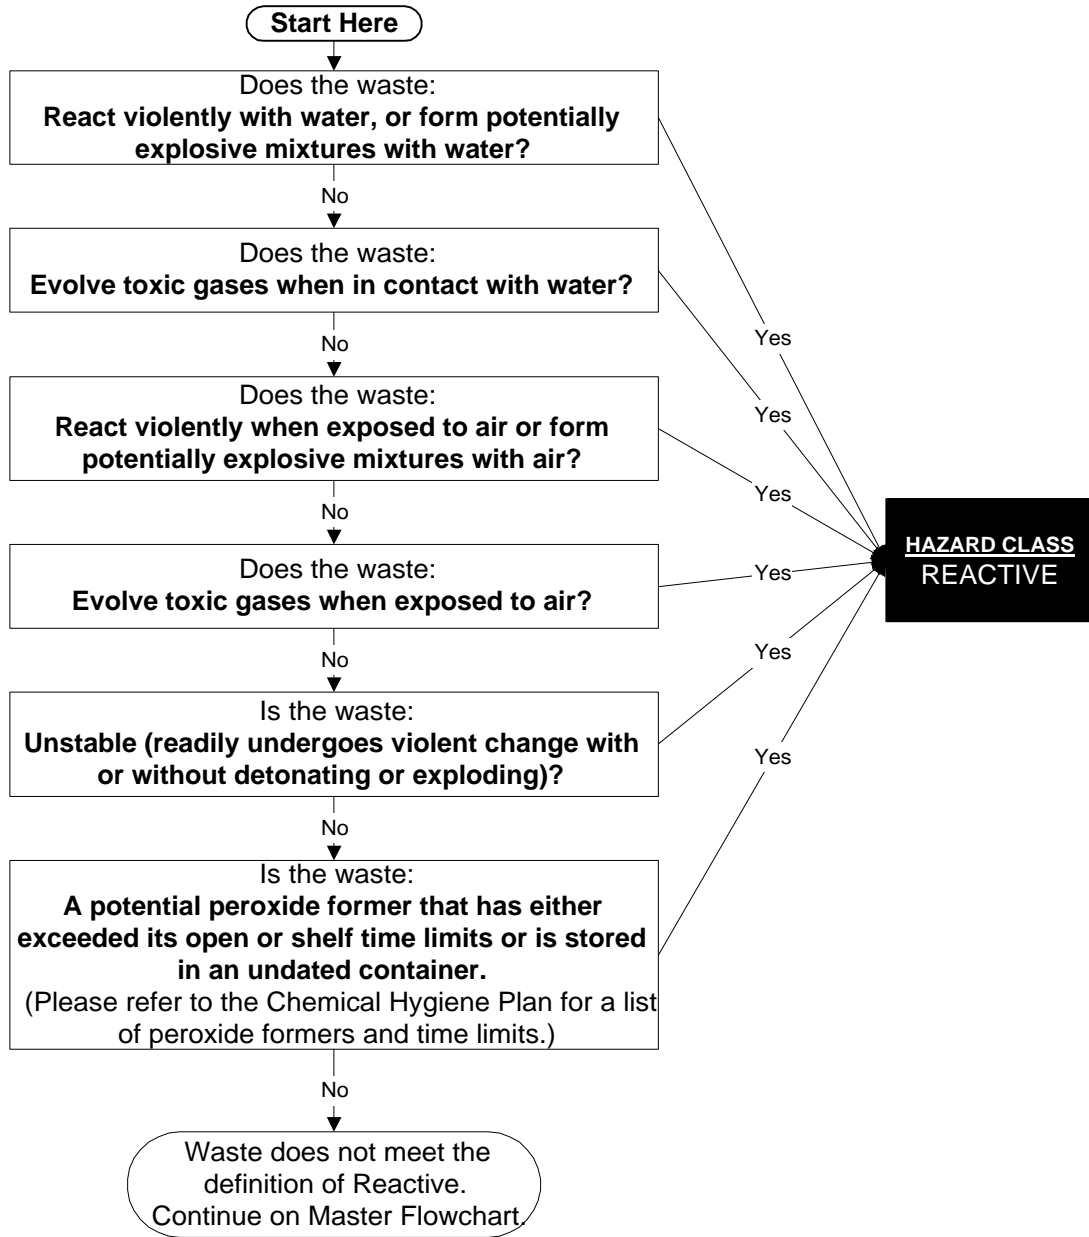 Start Here
Does the waste:
React violently with water, or form potentially
explosive mixtures with water?
No
Does the waste:
Evolve toxic gases when in contact with water?
No
Does the waste:
React violently when exposed to air or form
potentially explosive mixtures with air?
No
Does the waste:
Evolve toxic gases when exposed to air?
No
Is the waste:
Unstable (readily undergoes violent change with
or without detonating or exploding)?
No
Is the waste:
A potential peroxide former that has either
exceeded its open or shelf time limits or is stored
in an undated container.
(Please refer to the Chemical Hygiene Plan for a list
of peroxide formers and time limits.)
No
Waste does not meet the
definition of Reactive.
Continue on Master Flowchart.
Yes
Yes
Yes
Yes
Yes
Yes
HAZARD CLASS
REACTIVE